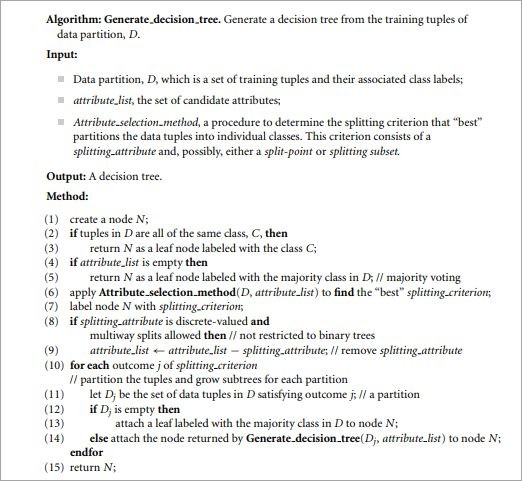 Algorithm: Generate_decision_tree. Generate a decision tree from the training tuples of
data partition, D.
Input:
Data partition, D, which is a set of training tuples and their associated class labels;
attribute_list, the set of candidate attributes;
Attribute_selection_method, a procedure to determine the splitting criterion that “best”
partitions the data tuples into individual classes. This criterion consists of a
splitting_attribute and, possibly, either a split-point or splitting subset.
Output: A decision tree.
Method:
(1) create a node N;
(2) if tuples in D are all of the same class, C, then
(3) return N as a leaf node labeled with the class C;
(4) if attribute_list is empty then
(5) return N as a leaf node labeled with the majority class in D; // majority voting
(6) apply Attribute_selection_method(D, attribute_list) to find the “best” splitting_criterion;
(7) label node N with splitting_criterion;
(8) if splitting_attribute is discrete-valued and
multiway splits allowed then // not restricted to binary trees
(9) attribute_list ← attribute_list − splitting_attribute; // remove splitting_attribute
(10) for each outcome j of splitting_criterion
// partition the tuples and grow subtrees for each partition
(11) let Dj be the set of data tuples in D satisfying outcome j; // a partition
(12) if Dj is empty then
(13) attach a leaf labeled with the majority class in D to node N;
(14) else attach the node returned by Generate_decision_tree(Dj, attribute_list) to node N;
endfor
(15) return N;